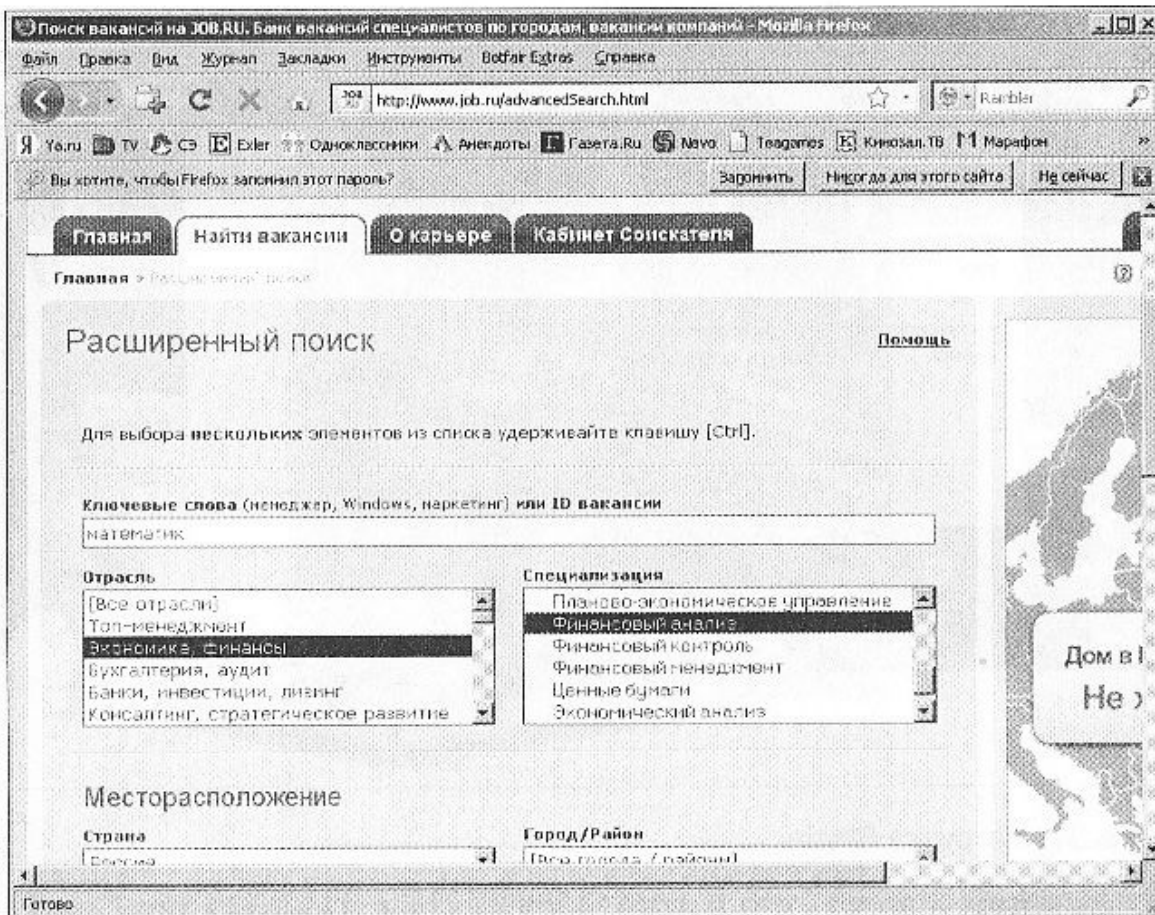 Поиск вакансий на JOB.RU. Банк вакансий специалистов по городам, вакансии компаний - Mozilla Firefox
Файл Правка Вид Журнал Закладки Инструменты Betfair Extras Справка
http://www.job.ru/advancedSearch.html Rambler
Я Ya.ru TV СЭ E Exler Одноклассники Анекдоты Газета.Ru Nevo Teagames Кинозал.ТВ Марафон »
Вы хотите, чтобы Firefox запомнил этот пароль? Запомнить Никогда для этого сайта Не сейчас
Главная Найти вакансии О карьере Кабинет Соискателя
Главная > Расширенный поиск
Расширенный поиск Помощь
Для выбора нескольких элементов из списка удерживайте клавишу [Ctrl].
Ключевые слова (менеджер, Windows, маркетинг) или ID вакансии
математик
Отрасль
[Все отрасли]
Топ-менеджмент
Экономика, финансы
Бухгалтерия, аудит
Банки, инвестиции, лизинг
Консалтинг, стратегическое развитие
Специализация
Планово-экономическое управление
Финансовый анализ
Финансовый контроль
Финансовый менеджмент
Ценные бумаги
Экономический анализ
Дом в
Не
Месторасположение
Страна
Россия
Город/Район
[Все города / районы]
Готово